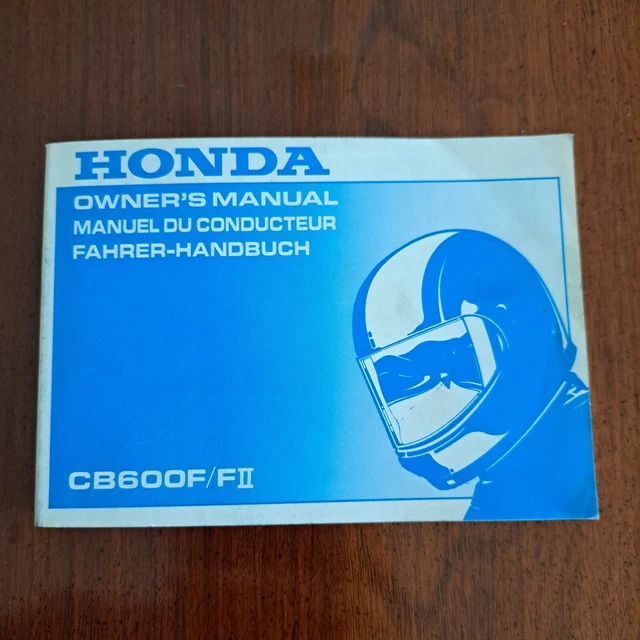 HONDA
OWNER'S MANUAL
MANUEL DU CONDUCTEUR
FAHRER-HANDBUCH
CB600F/FII